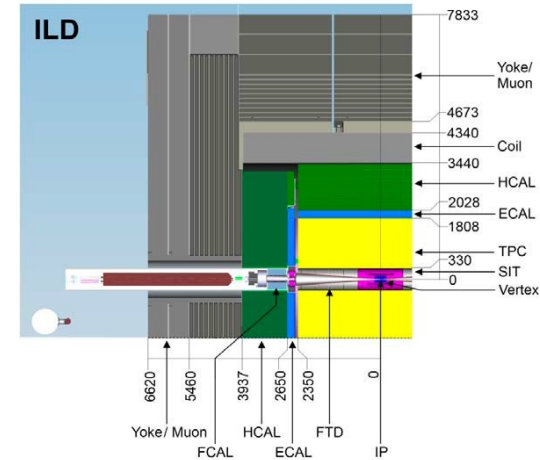 ILD
7833
Yoke/
Muon
4673
4340
Coil
3440
HCAL
2028
ECAL
1808
TPC
330
SIT
0
Vertex
6620
5460
3937
2650
2350
0
Yoke/ Muon
HCAL
FTD
FCAL
ECAL
IP